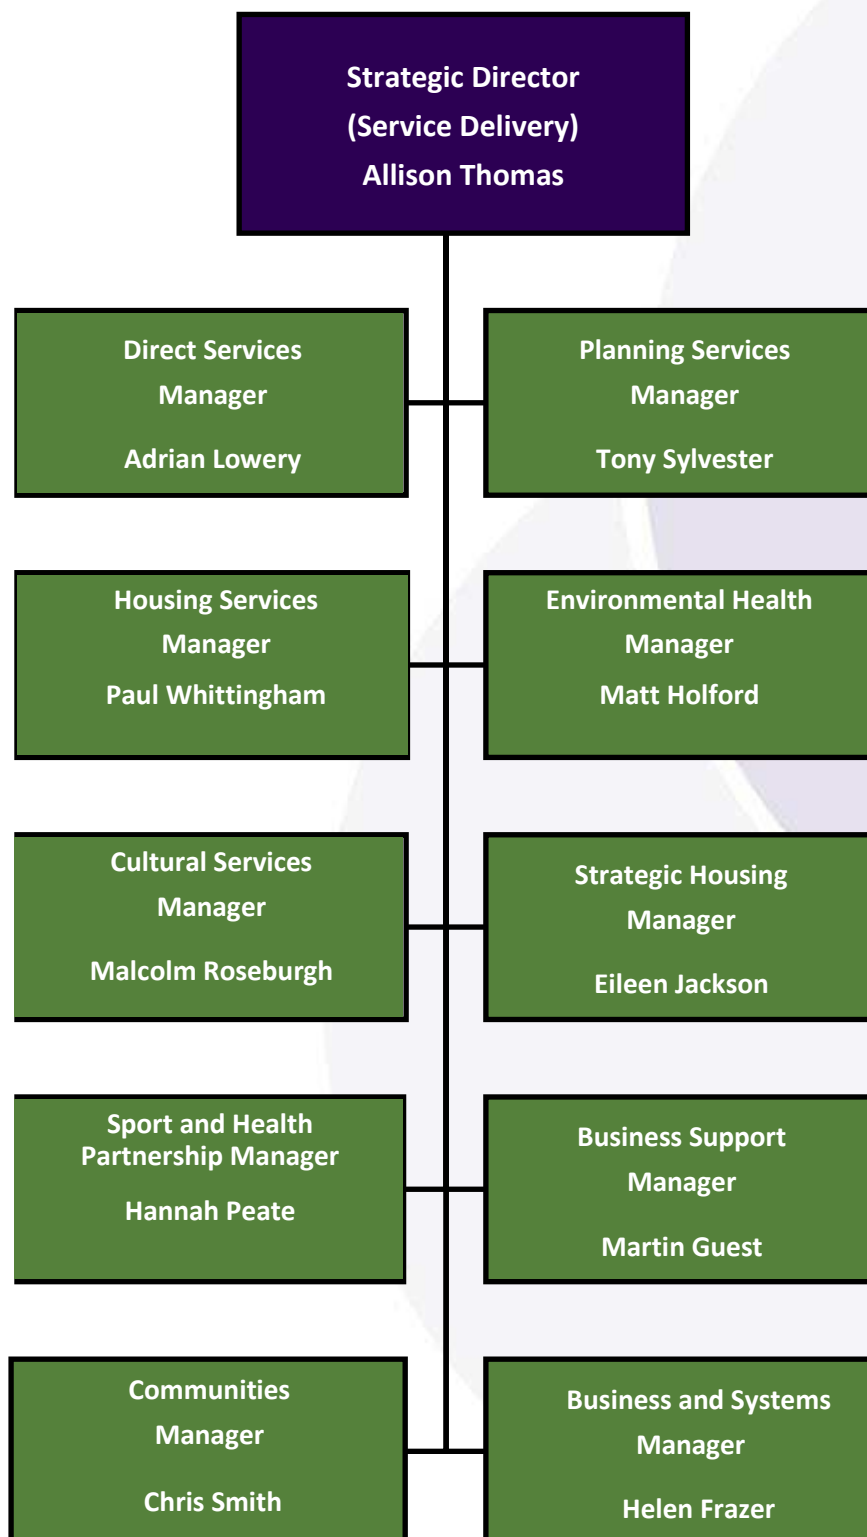 Strategic Director
(Service Delivery)
Allison Thomas
Direct Services
Manager
Adrian Lowery
Planning Services
Manager
Tony Sylvester
Housing Services
Manager
Paul Whittingham
Environmental Health
Manager
Matt Holford
Cultural Services
Manager
Malcolm Roseburgh
Strategic Housing
Manager
Eileen Jackson
Sport and Health
Partnership Manager
Hannah Peate
Business Support
Manager
Martin Guest
Communities
Manager
Chris Smith
Business and Systems
Manager
Helen Frazer